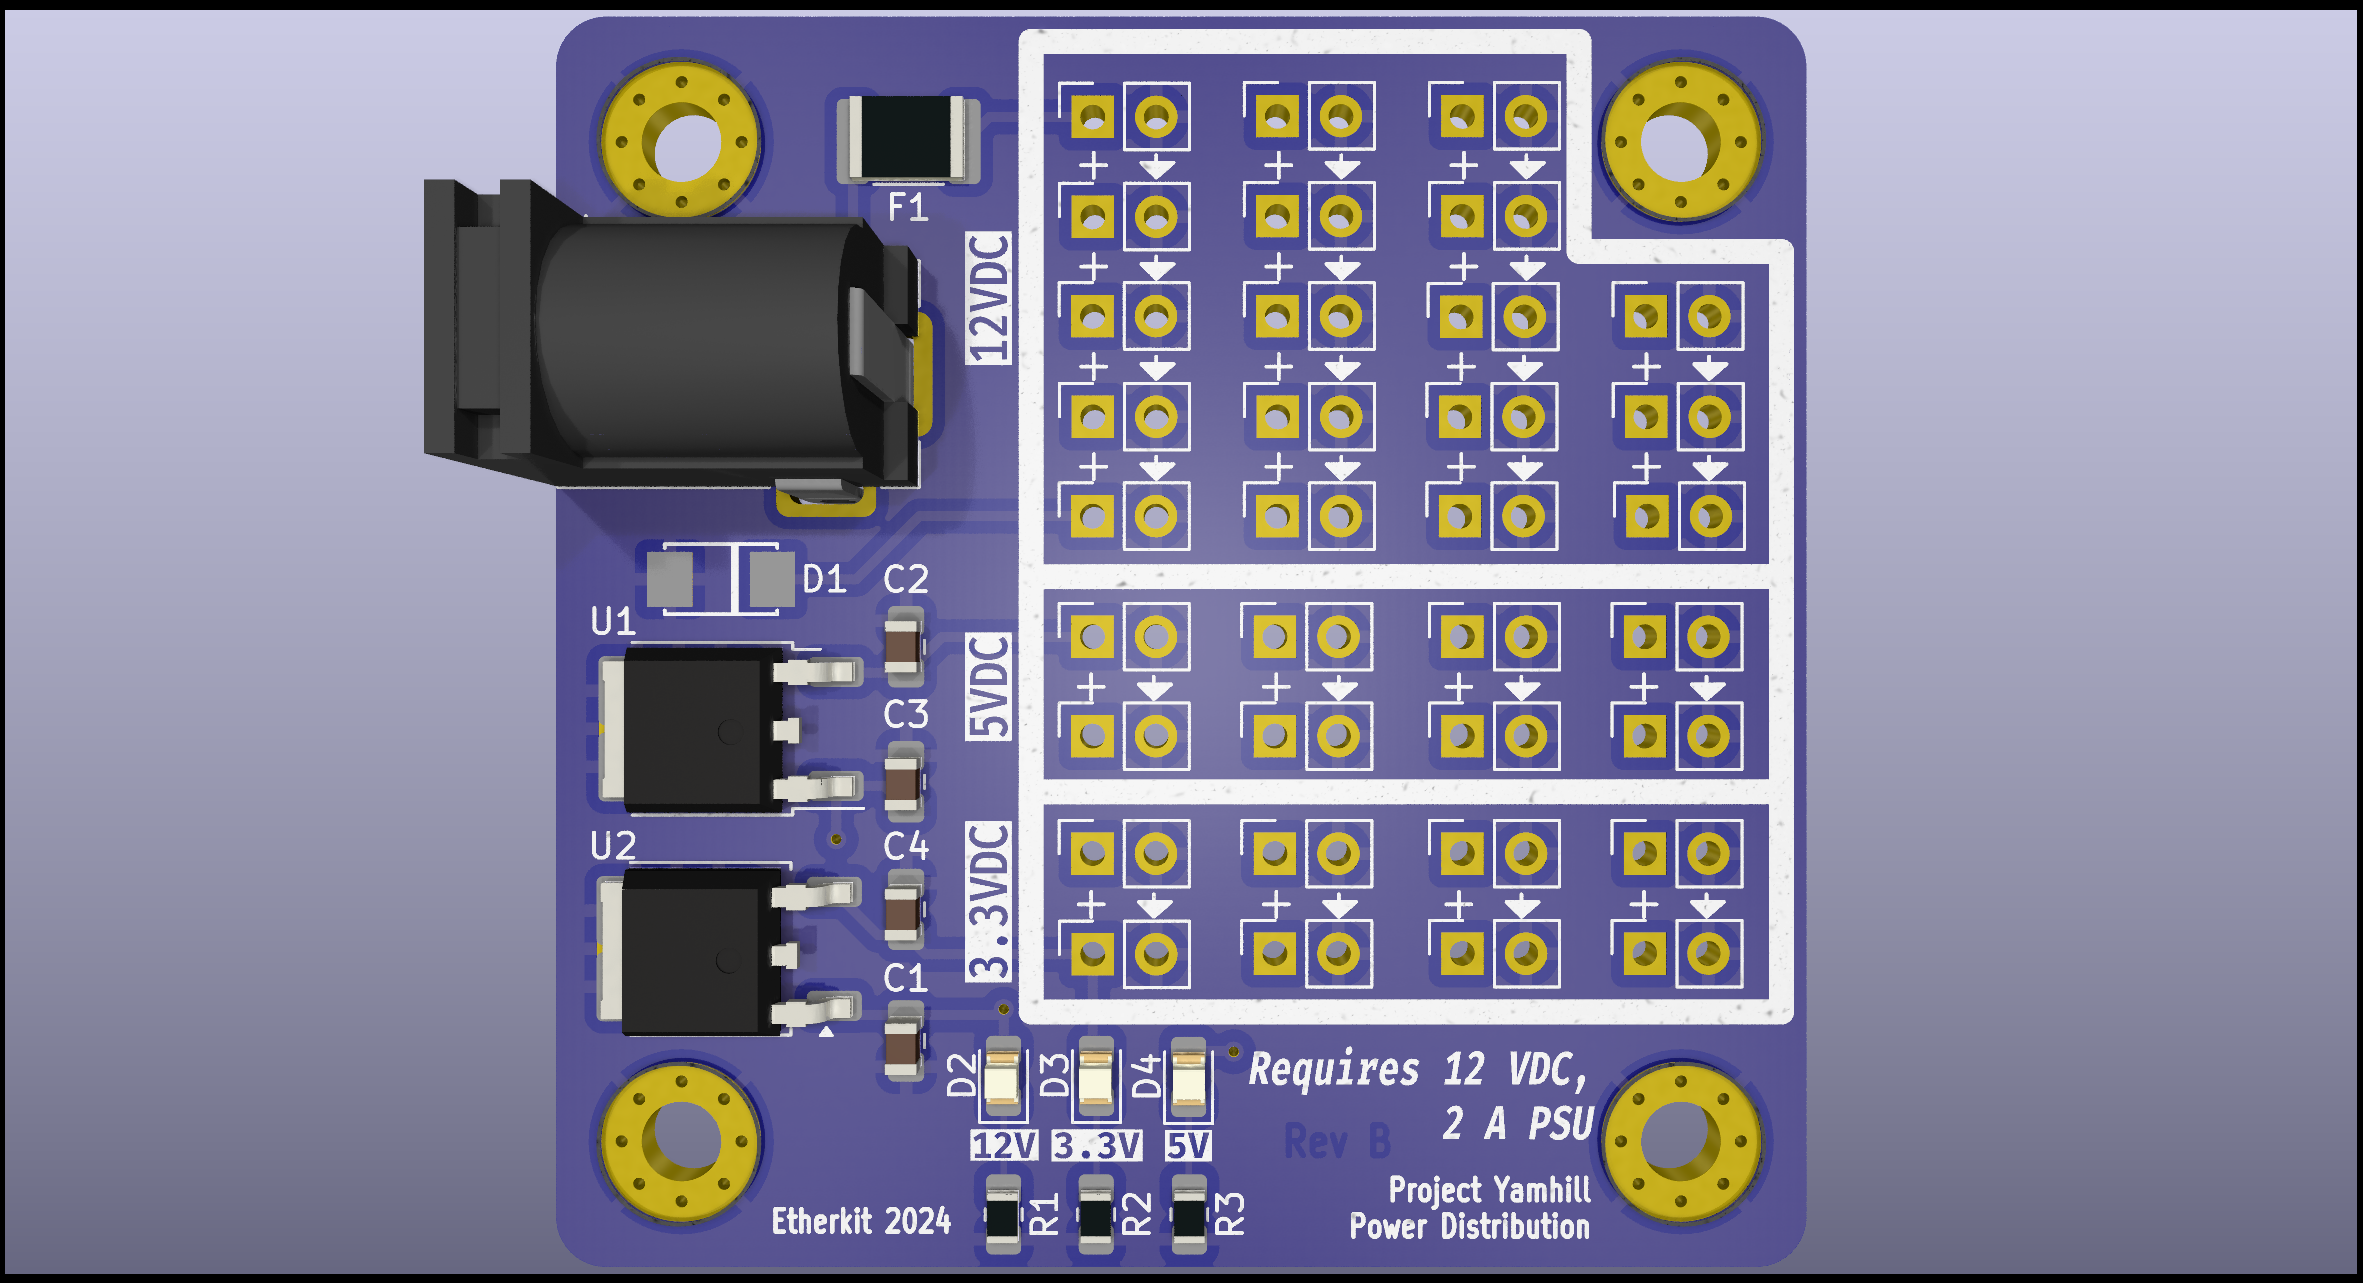 F1
12VDC
D1
C2
U1
5VDC
C3
U2
C4
3.3VDC
C1
D2
D3
D4
Requires 12 VDC,
2 A PSU
12V
3.3V
5V
Rev B
R1
R2
R3
Etherkit 2024
Project Yamhill
Power Distribution